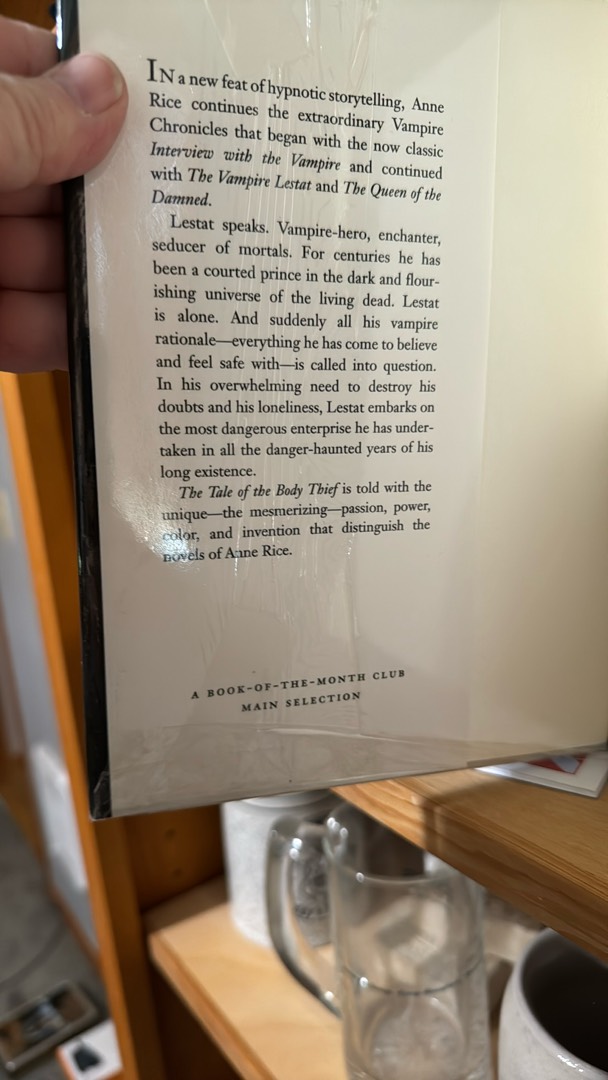 IN a new feat of hypnotic storytelling, Anne
Rice continues the extraordinary Vampire
Chronicles that began with the now classic
Interview with the Vampire and continued
with The Vampire Lestat and The Queen of the
Damned.
Lestat speaks. Vampire-hero, enchanter,
seducer of mortals. For centuries he has
been a courted prince in the dark and flour-
ishing universe of the living dead. Lestat
is alone. And suddenly all his vampire
rationale—everything he has come to believe
and feel safe with—is called into question.
In his overwhelming need to destroy his
doubts and his loneliness, Lestat embarks on
the most dangerous enterprise he has under-
taken in all the danger-haunted years of his
long existence.
The Tale of the Body Thief is told with the
unique—the mesmerizing—passion, power,
color, and invention that distinguish the
novels of Anne Rice.
A BOOK-OF-THE-MONTH CLUB
MAIN SELECTION